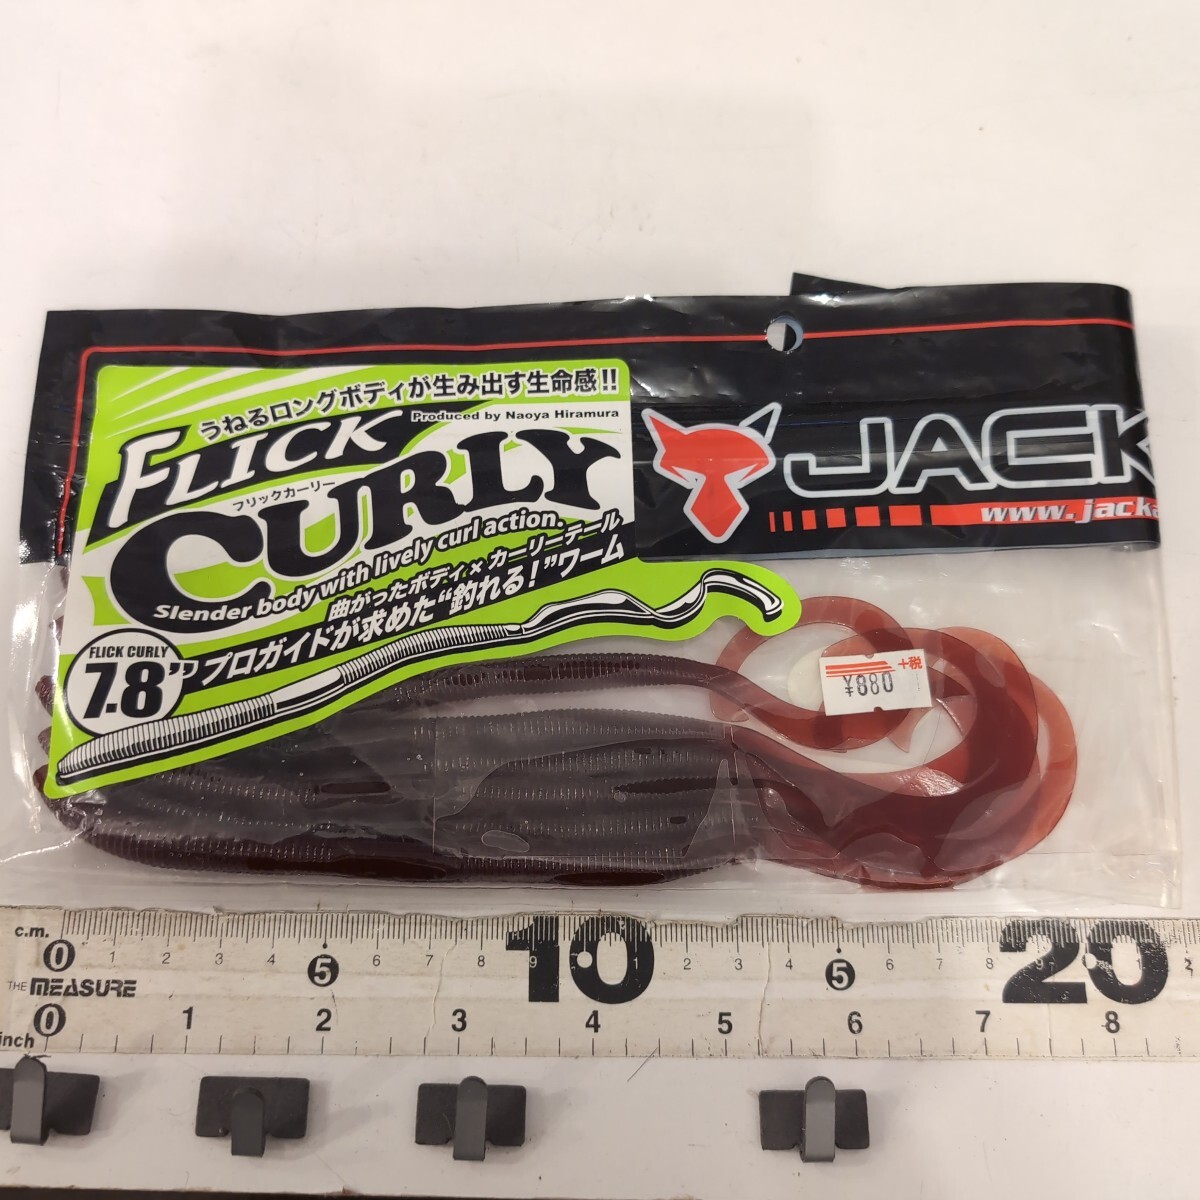 うねるロングボディが生み出す生命感!!
Produced by Naoya Hiramura
FLICK
フリックカーリー
CURLY
Slender body with lively curl action.
曲がったボディ×カーリーテール
プロガイドが求めた“釣れる!”ワーム
FLICK CURLY
7.8”
JACK
www.jacka
+税
¥880
c.m.
0 1 2 3 4 5 6 7 8 9 10 1 2 3 4 5 6 7 8 9 20 1
THE MEASURE
inch
0 1 2 3 4 5 6 7 8